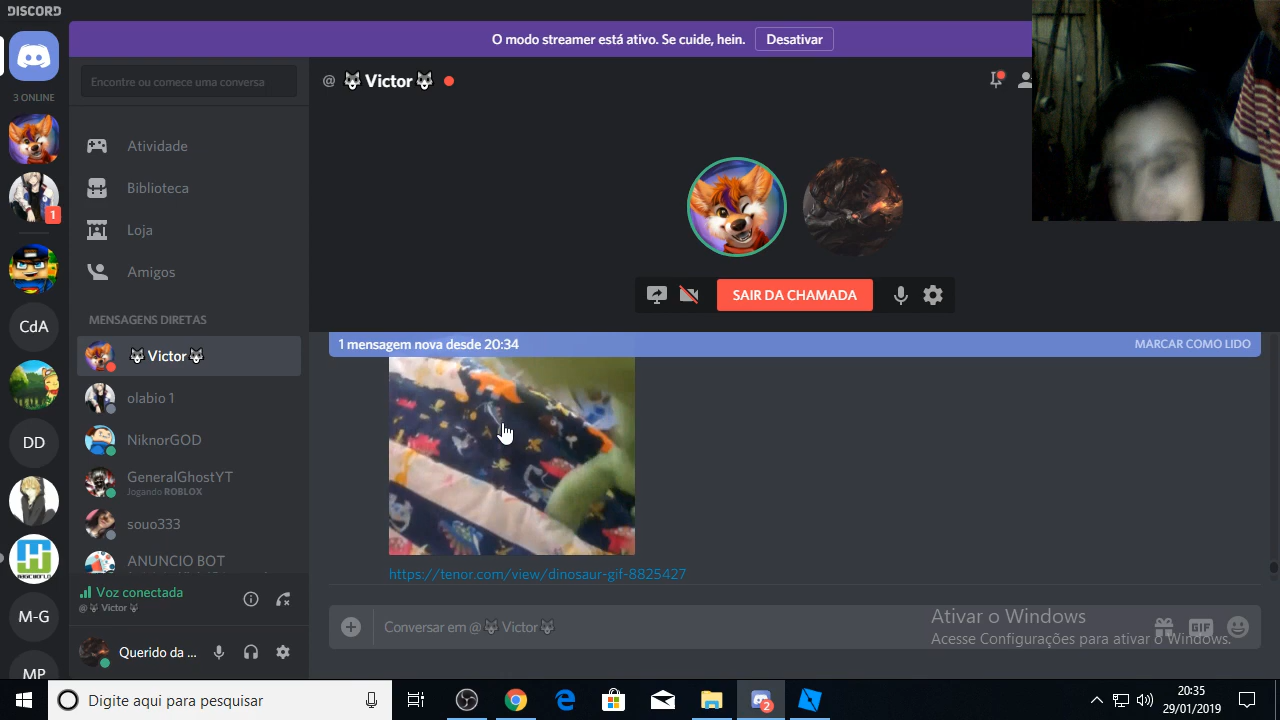 DISCORD
O modo streamer está ativo. Se cuide, hein.
Desativar
Encontre ou comece uma conversa
@ Victor
3 ONLINE
Atividade
Biblioteca
1
Loja
Amigos
SAIR DA CHAMADA
MENSAGENS DIRETAS
CdA
1 mensagem nova desde 20:34
MARCAR COMO LIDO
Victor
olabio 1
NiknorGOD
DD
GeneralGhostYT
Jogando ROBLOX
souo333
ANUNCIO BOT
https://tenor.com/view/dinosaur-gif-8825427
Voz conectada
@ Victor
M-G
Conversar em @ Victor
GIF
Ativar o Windows
Acesse Configurações para ativar o Windows.
Querido da ...
MP
Digite aqui para pesquisar
2
20:35
29/01/2019